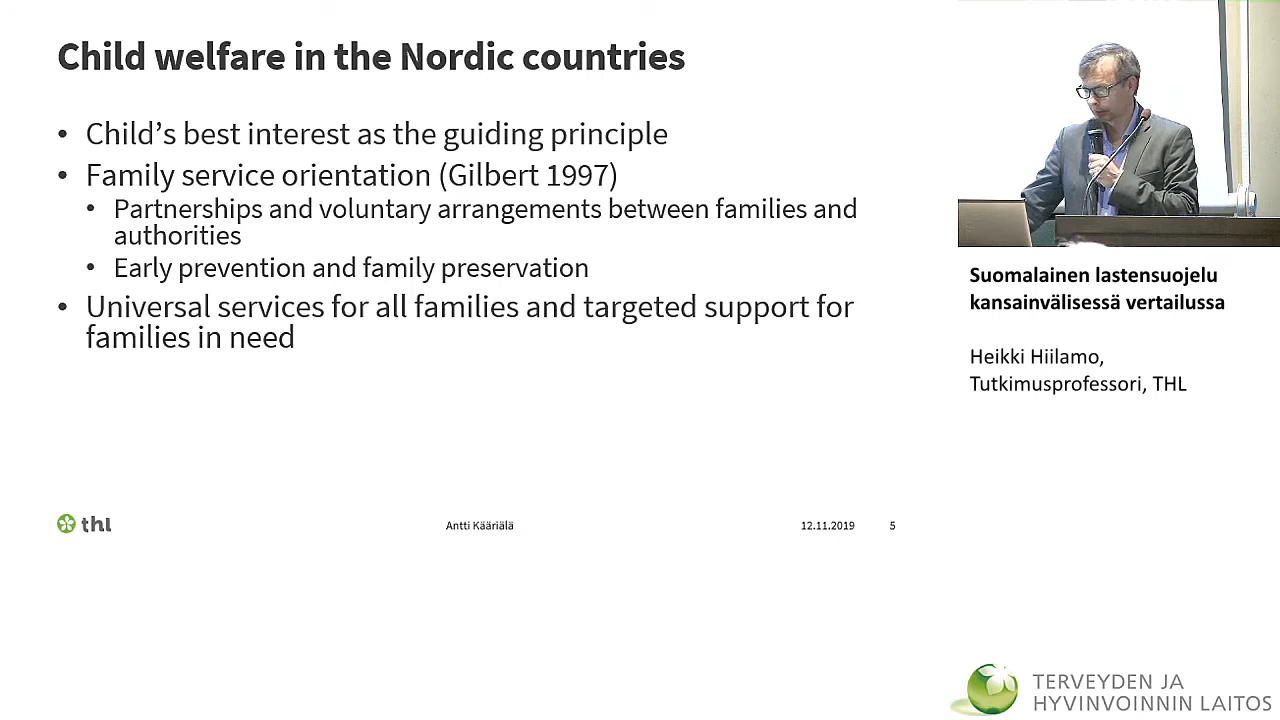 Child welfare in the Nordic countries
• Child's best interest as the guiding principle
• Family service orientation (Gilbert 1997)
• Partnerships and voluntary arrangements between families and
authorities
• Early prevention and family preservation
• Universal services for all families and targeted support for
families in need
thl
Antti Kääriälä
12.11.2019
5
Suomalainen lastensuojelu
kansainvälisessä vertailussa
Heikki Hiilamo,
Tutkimusprofessori, THL
TERVEYDEN JA
HYVINVOINNIN LAITOS